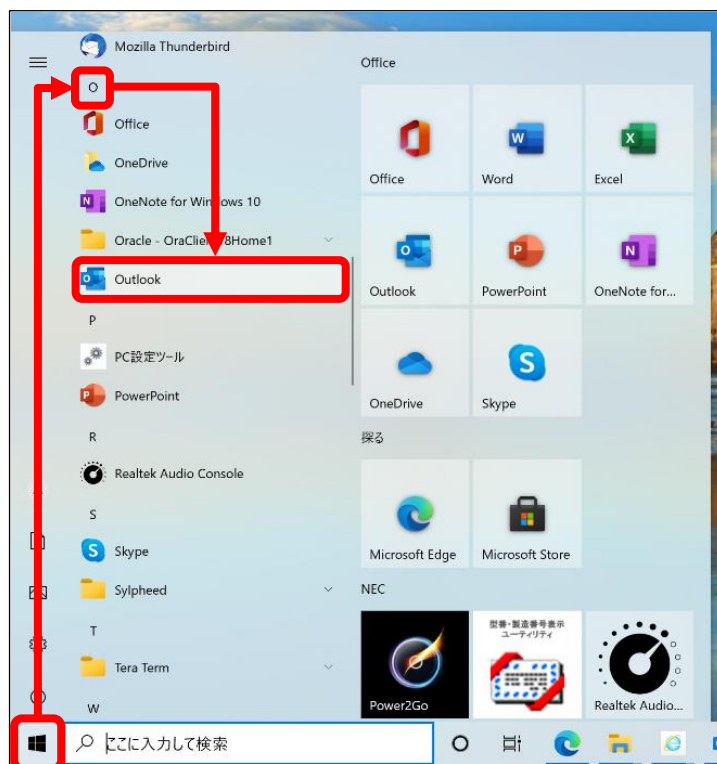 Mozilla Thunderbird
O
Office
OneDrive
OneNote for Windows 10
Oracle - OraClient 8Home1
Outlook
P
PC設定ツール
PowerPoint
R
Realtek Audio Console
S
Skype
Sylpheed
T
Tera Term
W
Office
Office
Word
Excel
Outlook
PowerPoint
OneNote for...
OneDrive
Skype
探る
Microsoft Edge
Microsoft Store
NEC
Power2Go
型番・製造番号表示
ユーティリティ
Realtek Audio...
ここに入力して検索